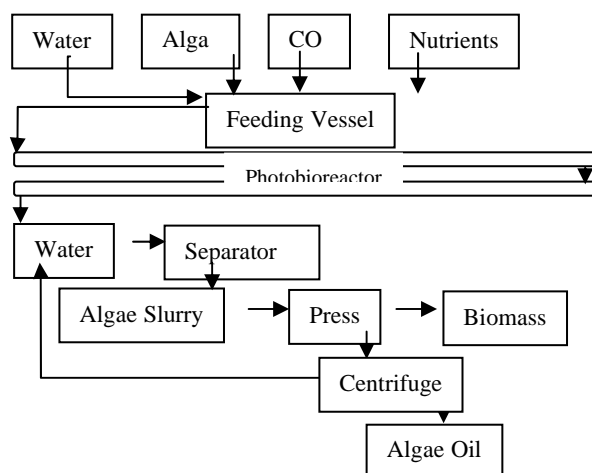 Water
Alga
CO
Nutrients
Feeding Vessel
Photobioreactor
Water
Separator
Algae Slurry
Press
Biomass
Centrifuge
Algae Oil